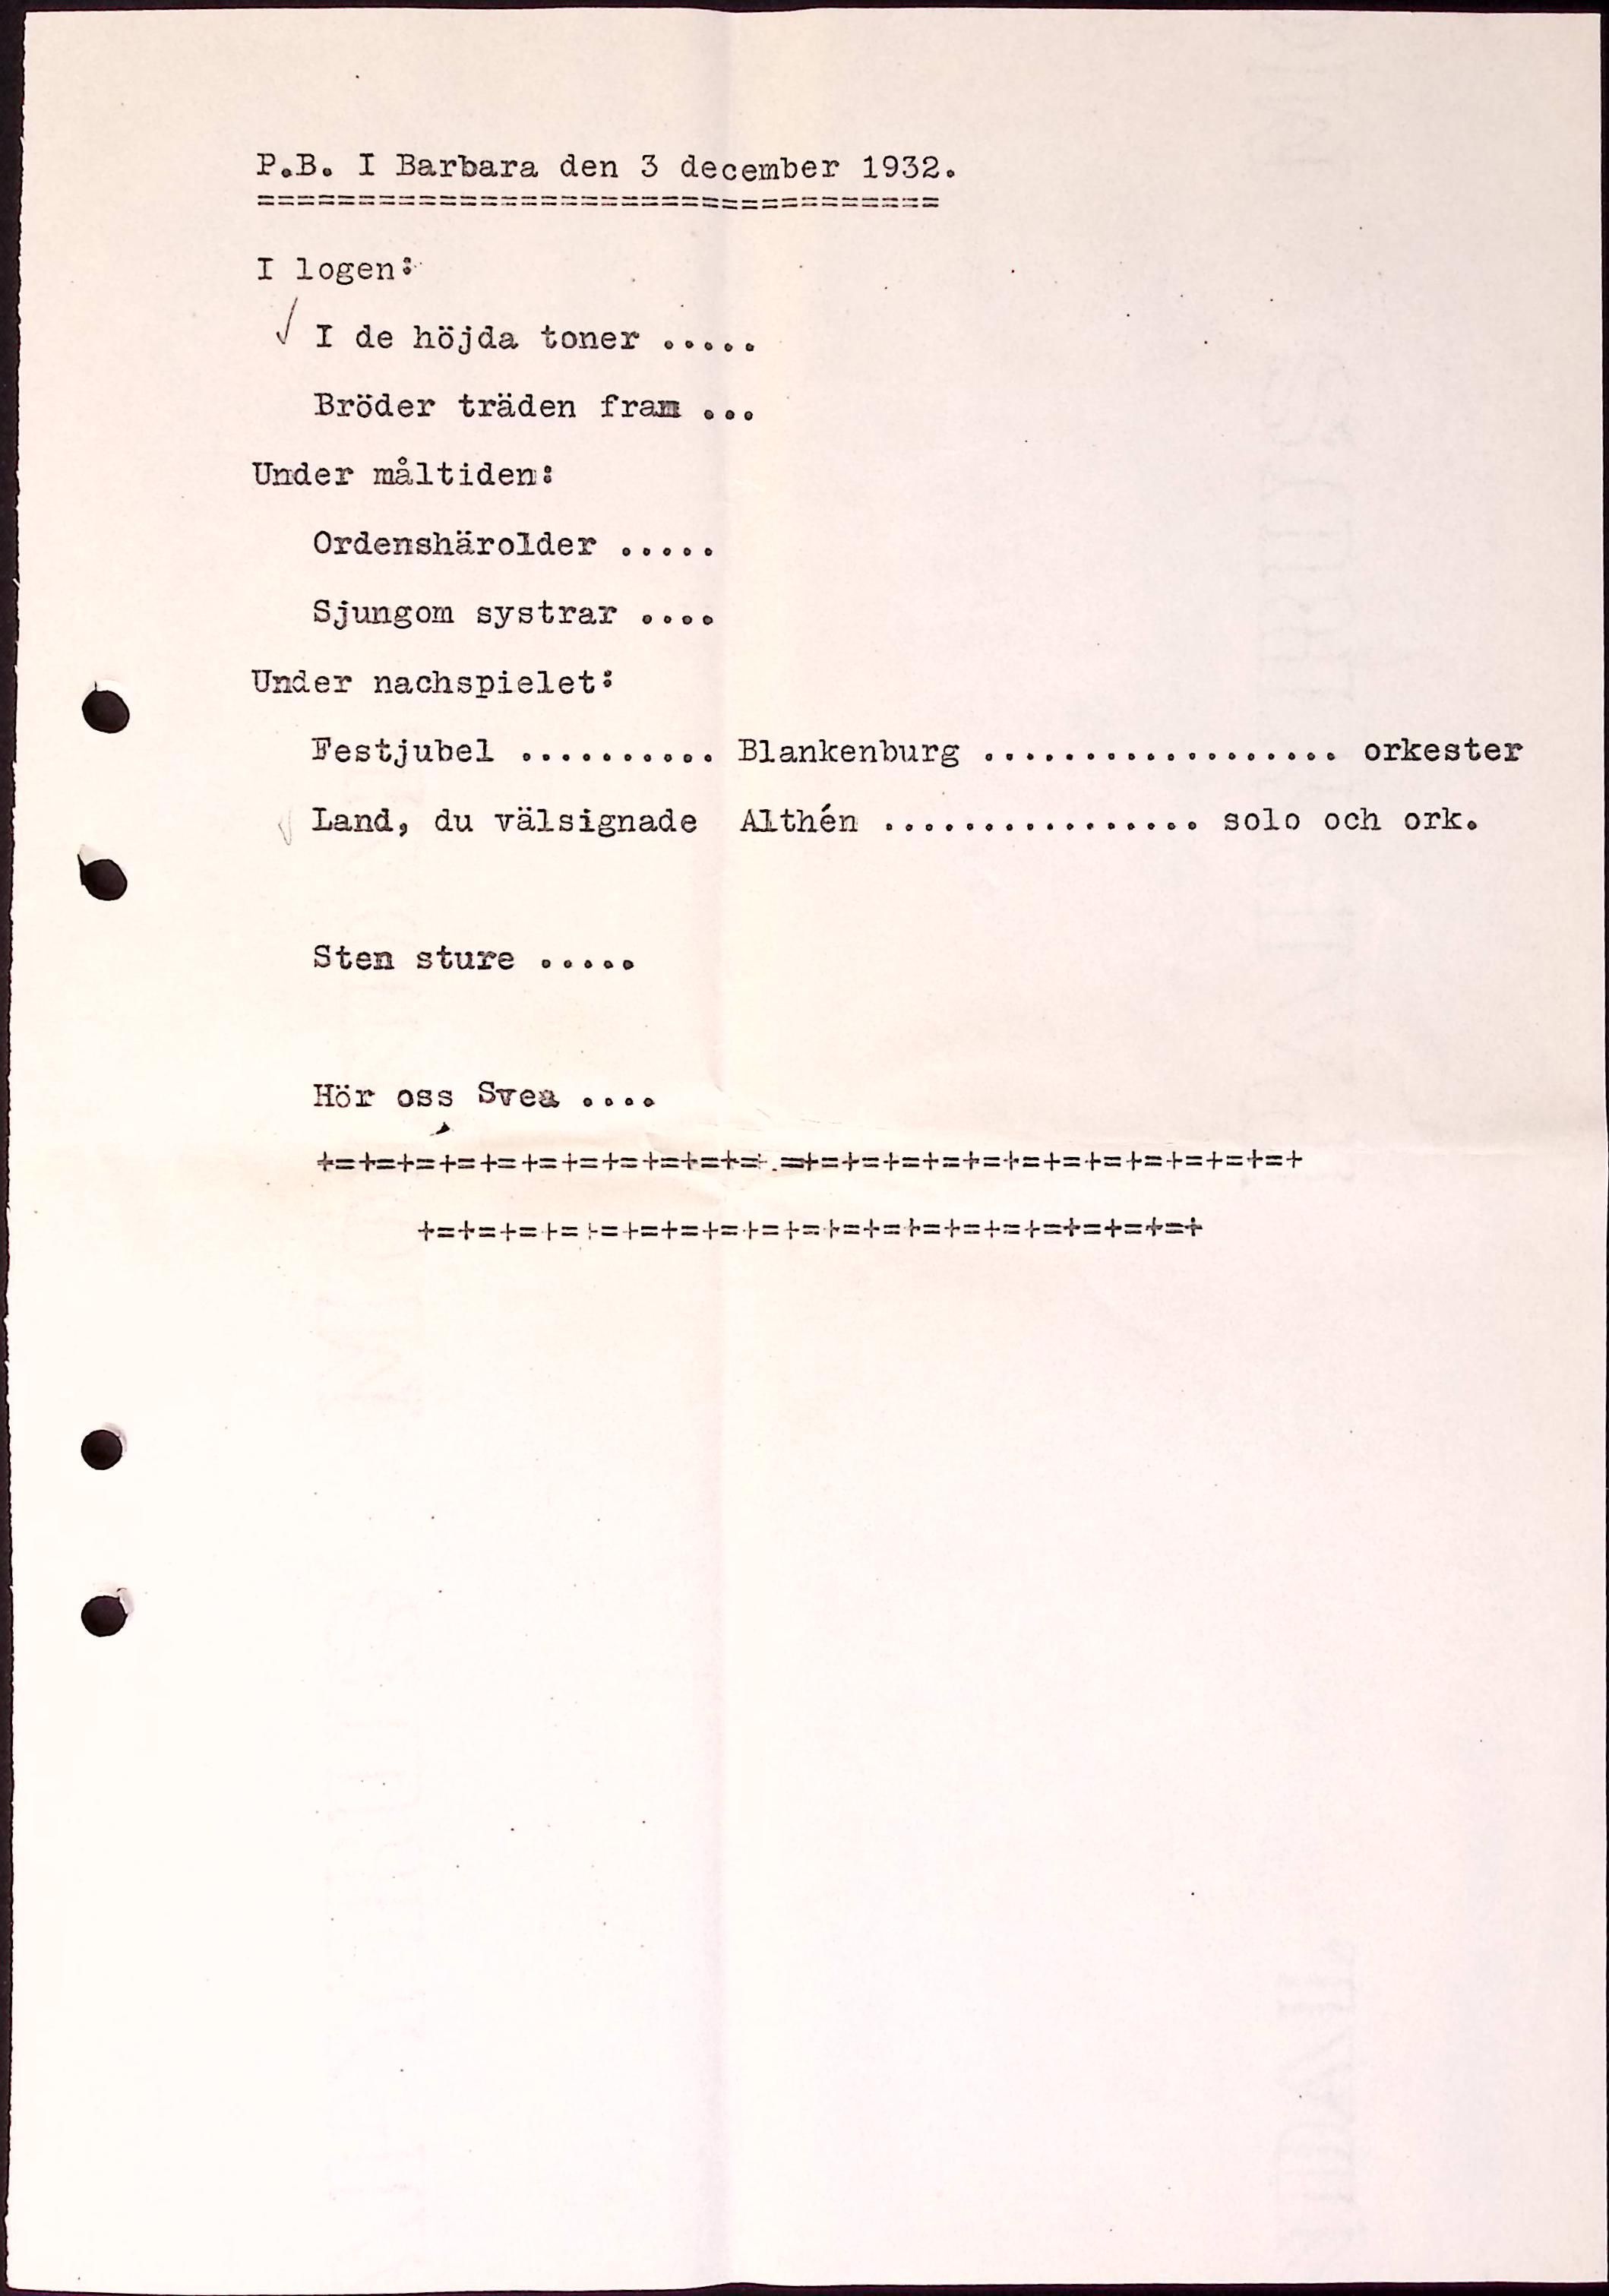 P.B. I Barbara den 3 december 1932.
==================================
I logen:
√ I de höjda toner .....
Bröder träden fram ...
Under måltiden:
Ordenshärolder .....
Sjungom systrar ....
Under nachspielet:
Festjubel .......... Blankenburg .................. orkester
√ Land, du välsignade Althén ................ solo och ork.
Sten sture .....
Hör oss Svea ....
+=+=+=+=+=+=+=+=+=+=+=+.=+=+=+=+=+=+=+=+=+=+=+=+=+
+=+=+=+=+=+=+=+=+=+=+=+=+=+=+=+=+=+=+=+